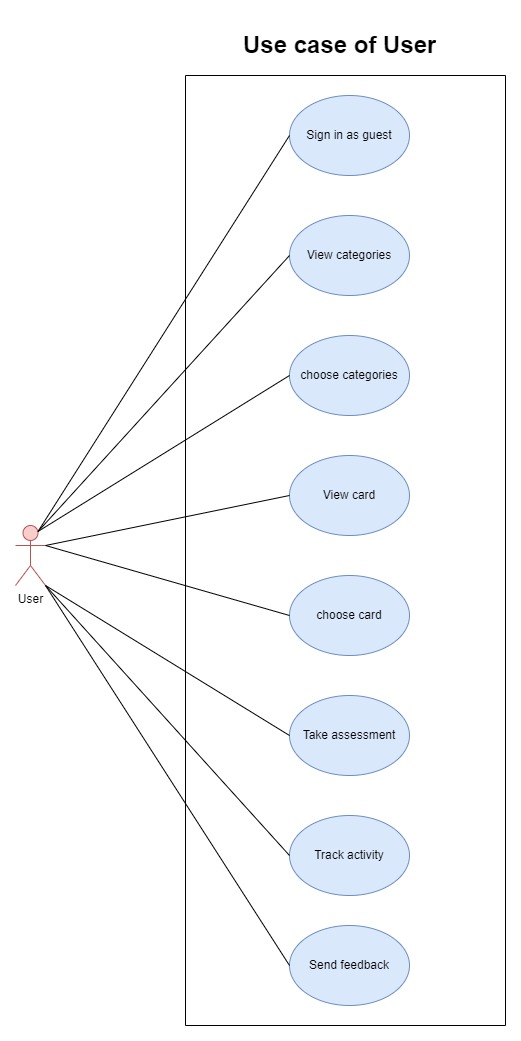 Use case of User
Sign in as guest
View categories
choose categories
View card
User
choose card
Take assessment
Track activity
Send feedback